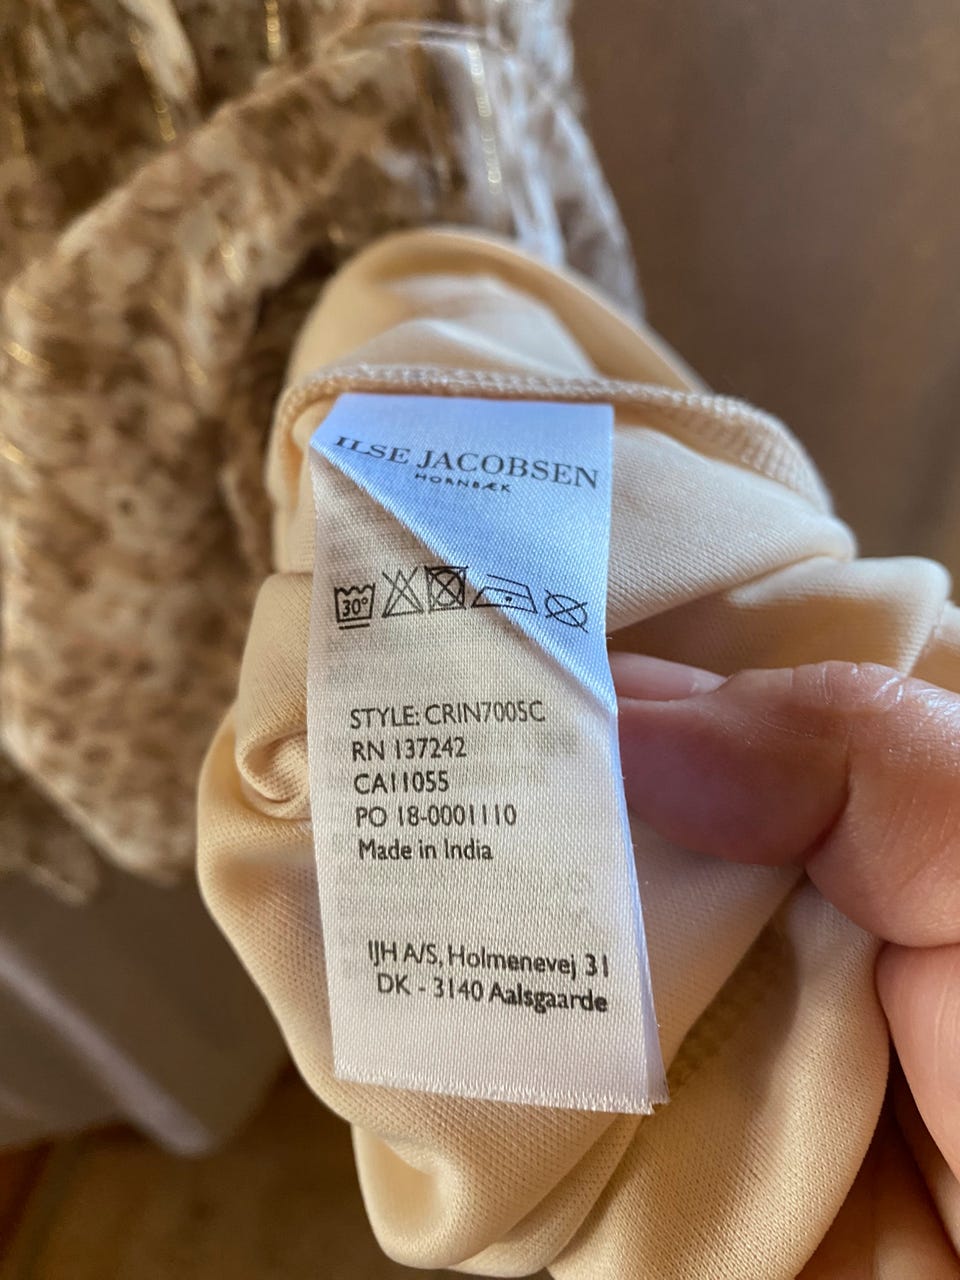 ILSE JACOBSEN
HORNBÆK
30°
STYLE: CRIN7005C
RN 137242
CA11055
PO 18-0001110
Made in India
IJH A/S, Holmenevej 31
DK - 3140 Aalsgaarde